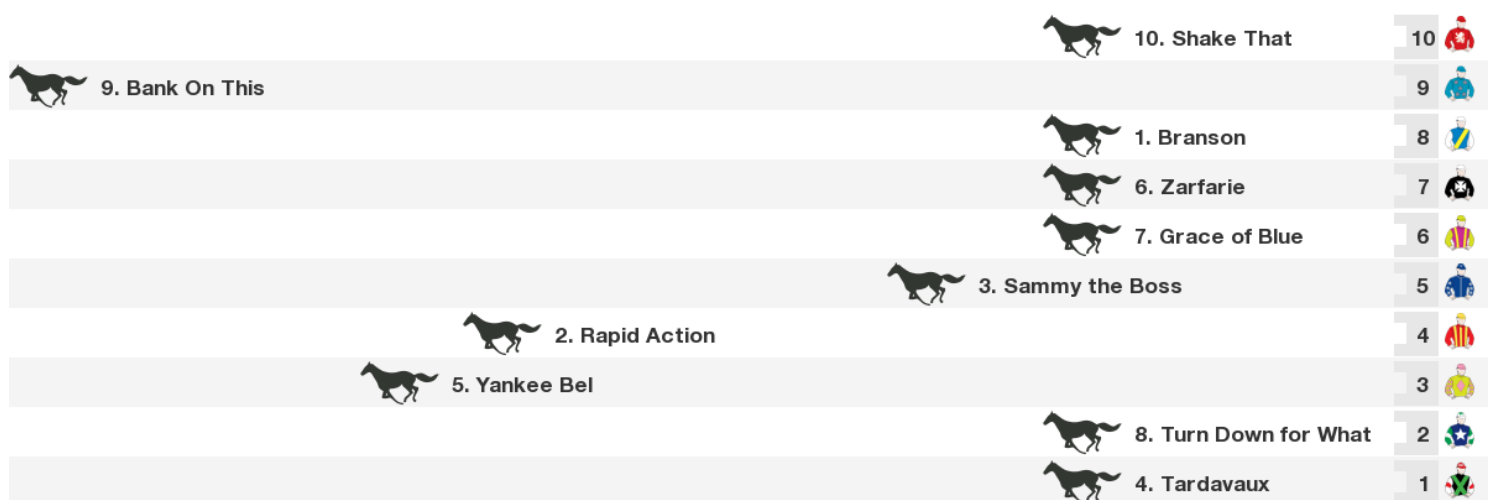 10. Shake That 10
9. Bank On This 9
1. Branson 8
6. Zarfarie 7
7. Grace of Blue 6
3. Sammy the Boss 5
2. Rapid Action 4
5. Yankee Bel 3
8. Turn Down for What 2
4. Tardavaux 1